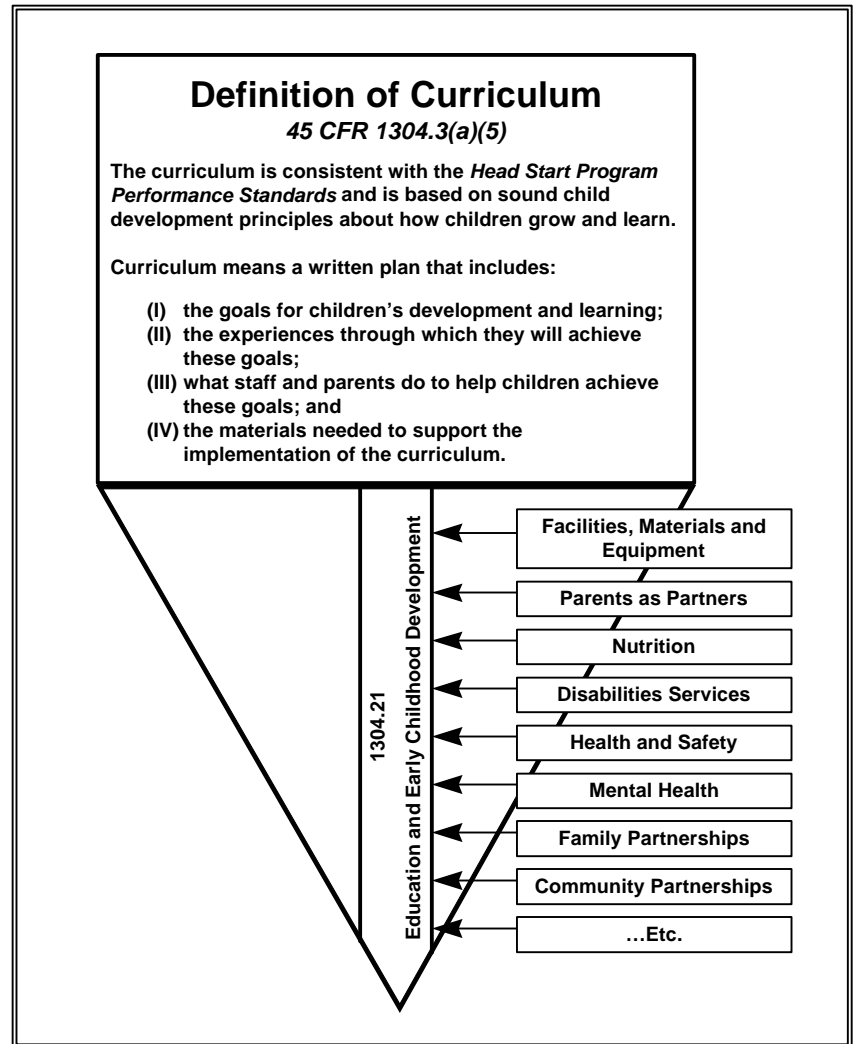 Definition of Curriculum
45 CFR 1304.3(a)(5)
The curriculum is consistent with the Head Start Program
Performance Standards and is based on sound child
development principles about how children grow and learn.
Curriculum means a written plan that includes:
(I) the goals for children's development and learning;
(II) the experiences through which they will achieve
these goals;
(III) what staff and parents do to help children achieve
these goals; and
(IV) the materials needed to support the
implementation of the curriculum.
1304.21
Education and Early Childhood Development
Facilities, Materials and
Equipment
Parents as Partners
Nutrition
Disabilities Services
Health and Safety
Mental Health
Family Partnerships
Community Partnerships
…Etc.